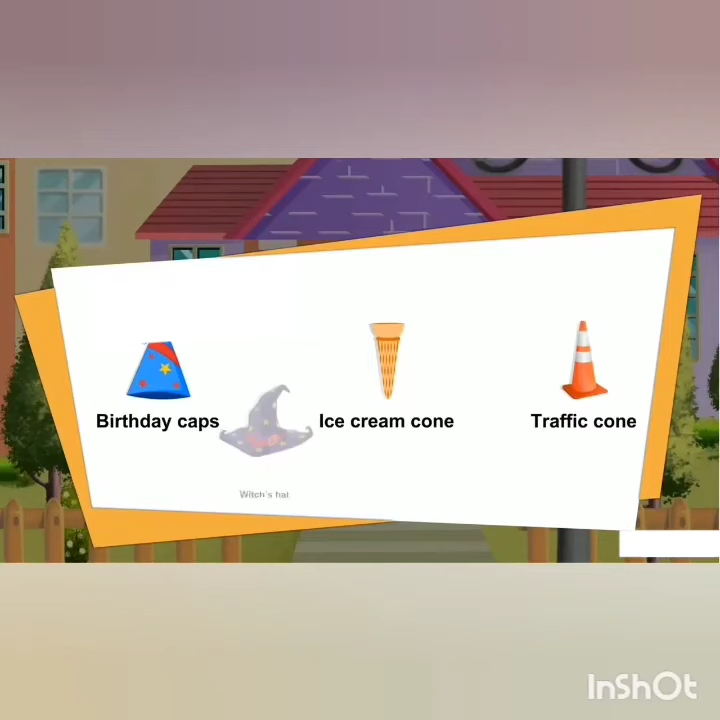 Birthday caps
Ice cream cone
Traffic cone
Witch's hat
InShOt